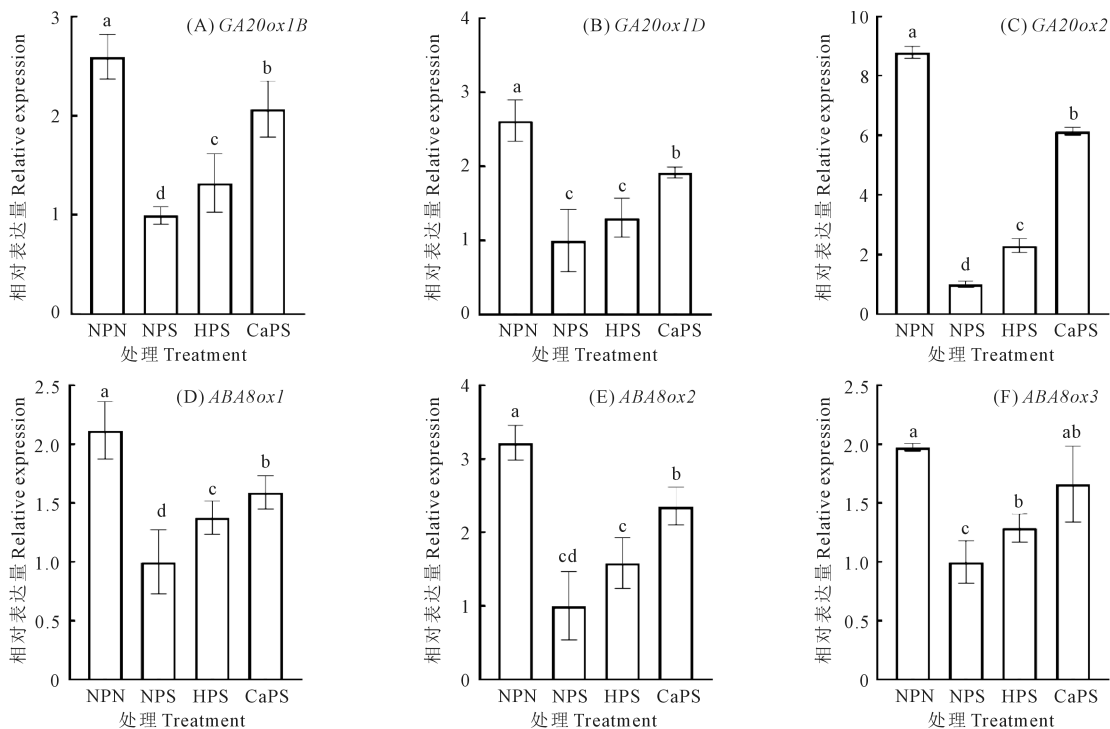 (A) GA20ox1B
相对表达量 Relative expression
3
2
1
0
a
d
c
b
NPN NPS HPS CaPS
处理 Treatment
(B) GA20ox1D
相对表达量 Relative expression
4
3
2
1
0
a
c
c
b
NPN NPS HPS CaPS
处理 Treatment
(C) GA20ox2
相对表达量 Relative expression
10
8
6
4
2
0
a
d
c
b
NPN NPS HPS CaPS
处理 Treatment
(D) ABA8ox1
相对表达量 Relative expression
2.5
2.0
1.5
1.0
0.5
0
a
d
c
b
NPN NPS HPS CaPS
处理 Treatment
(E) ABA8ox2
相对表达量 Relative expression
4
3
2
1
0
a
cd
c
b
NPN NPS HPS CaPS
处理 Treatment
(F) ABA8ox3
相对表达量 Relative expression
2.5
2.0
1.5
1.0
0.5
0
a
c
b
ab
NPN NPS HPS CaPS
处理 Treatment